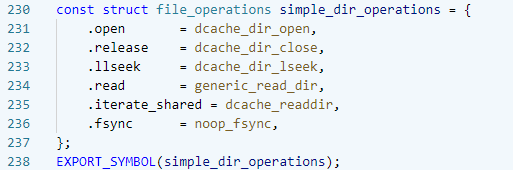 230 const struct file_operations simple_dir_operations = {
231     .open       = dcache_dir_open,
232     .release    = dcache_dir_close,
233     .llseek     = dcache_dir_lseek,
234     .read       = generic_read_dir,
235     .iterate_shared = dcache_readdir,
236     .fsync      = noop_fsync,
237 };
238 EXPORT_SYMBOL(simple_dir_operations);